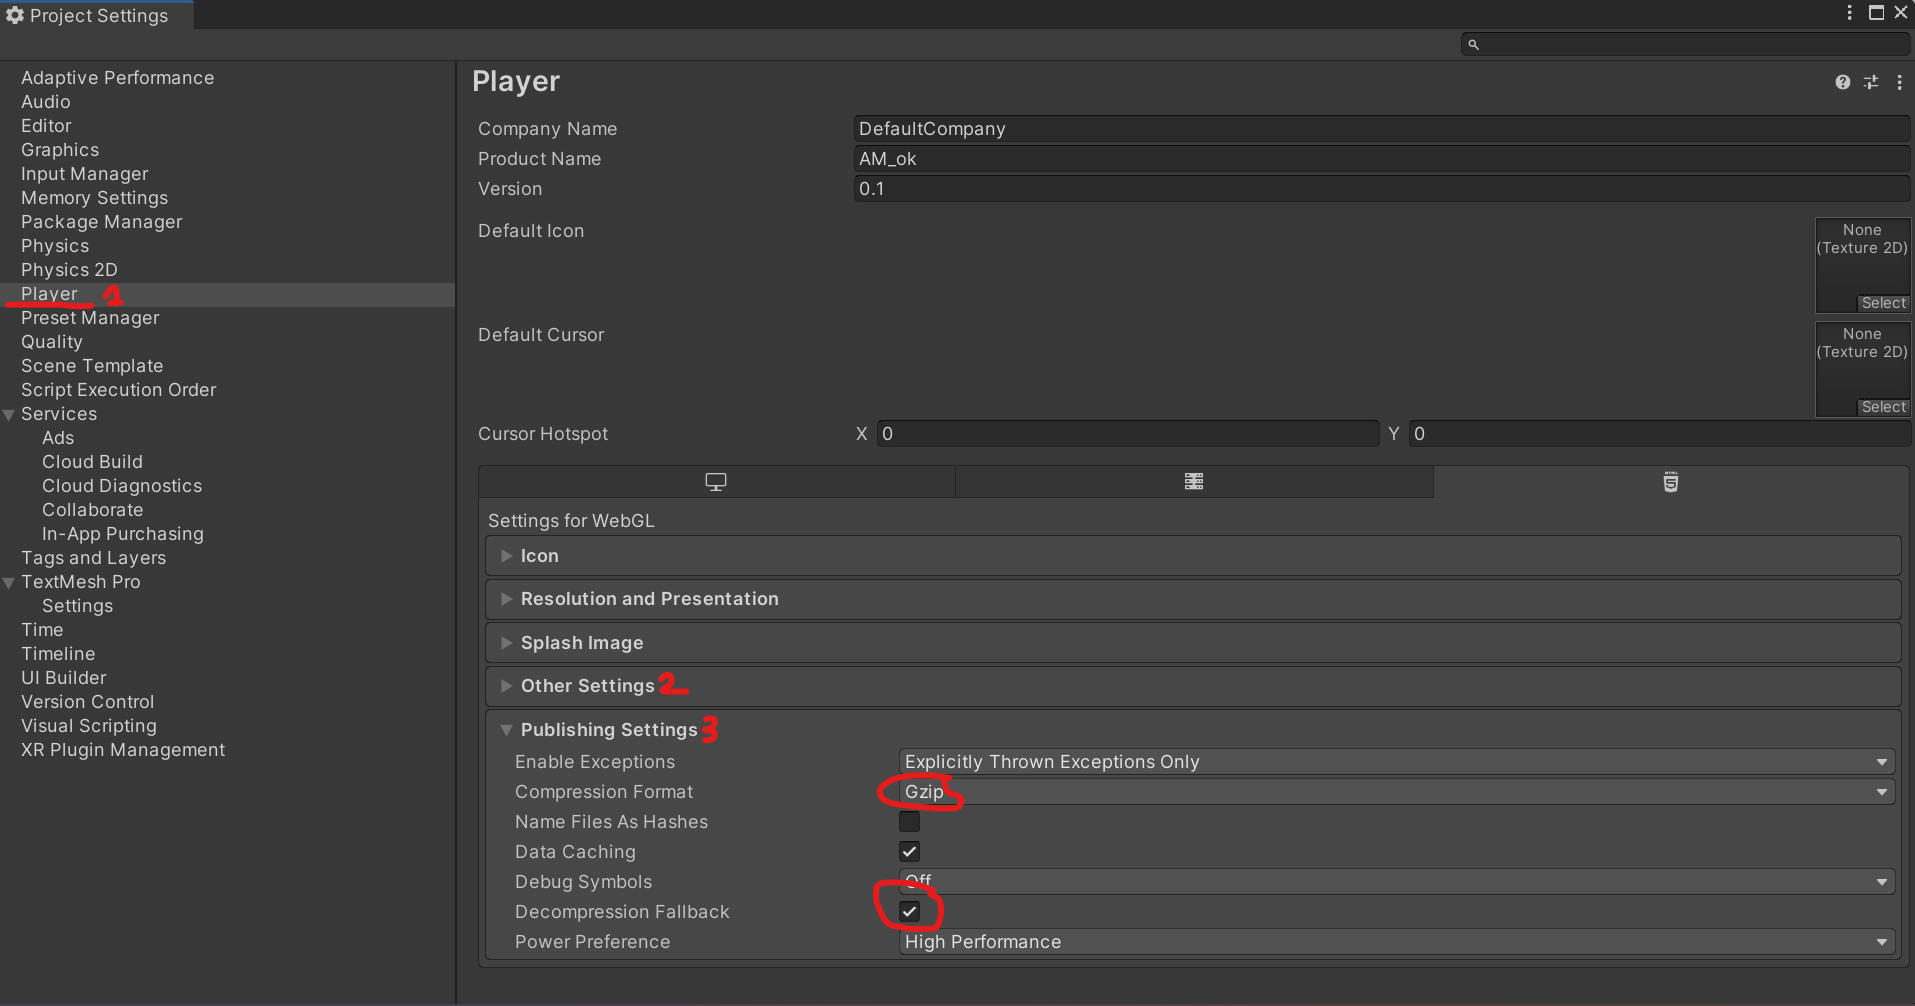 Project Settings
Adaptive Performance
Audio
Editor
Graphics
Input Manager
Memory Settings
Package Manager
Physics
Physics 2D
Player 1
Preset Manager
Quality
Scene Template
Script Execution Order
Services
Ads
Cloud Build
Cloud Diagnostics
Collaborate
In-App Purchasing
Tags and Layers
TextMesh Pro
Settings
Time
Timeline
UI Builder
Version Control
Visual Scripting
XR Plugin Management
Player
Company Name DefaultCompany
Product Name AM_ok
Version 0.1
Default Icon
None
(Texture 2D)
Select
Default Cursor
None
(Texture 2D)
Select
Cursor Hotspot X 0 Y 0
Settings for WebGL
Icon
Resolution and Presentation
Splash Image
Other Settings 2
Publishing Settings 3
Enable Exceptions Explicitly Thrown Exceptions Only
Compression Format Gzip
Name Files As Hashes
Data Caching
Debug Symbols Off
Decompression Fallback
Power Preference High Performance